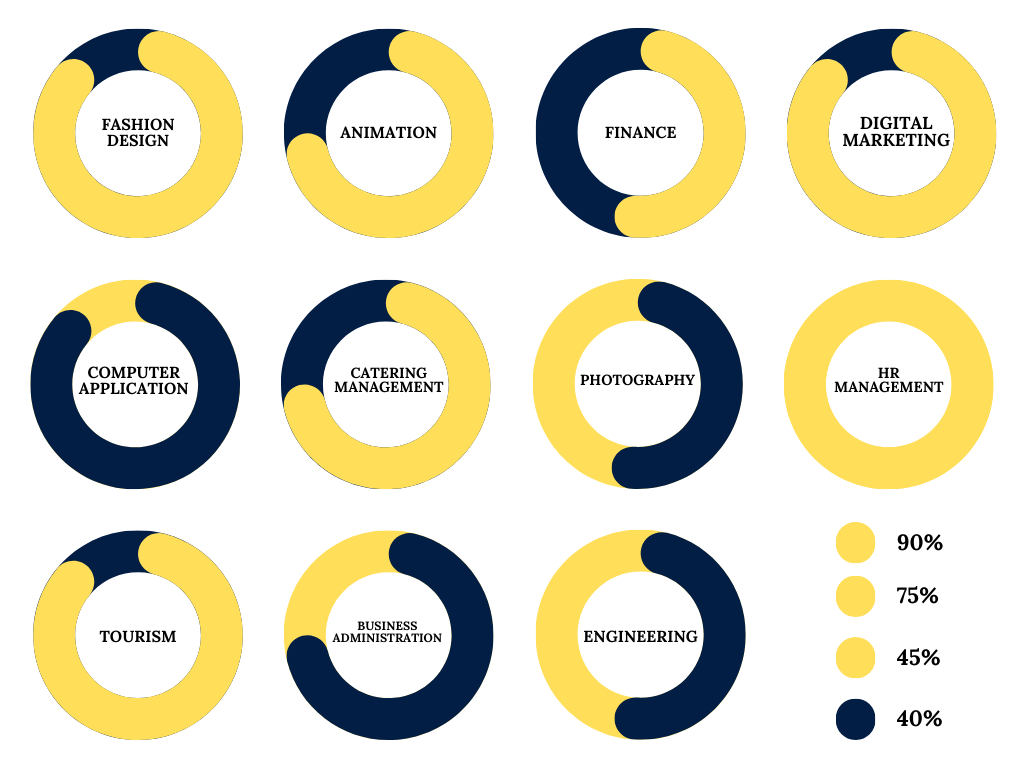 FASHION
DESIGN
ANIMATION
FINANCE
DIGITAL
MARKETING
COMPUTER
APPLICATION
CATERING
MANAGEMENT
PHOTOGRAPHY
HR
MANAGEMENT
TOURISM
BUSINESS
ADMINISTRATION
ENGINEERING
90%
75%
45%
40%